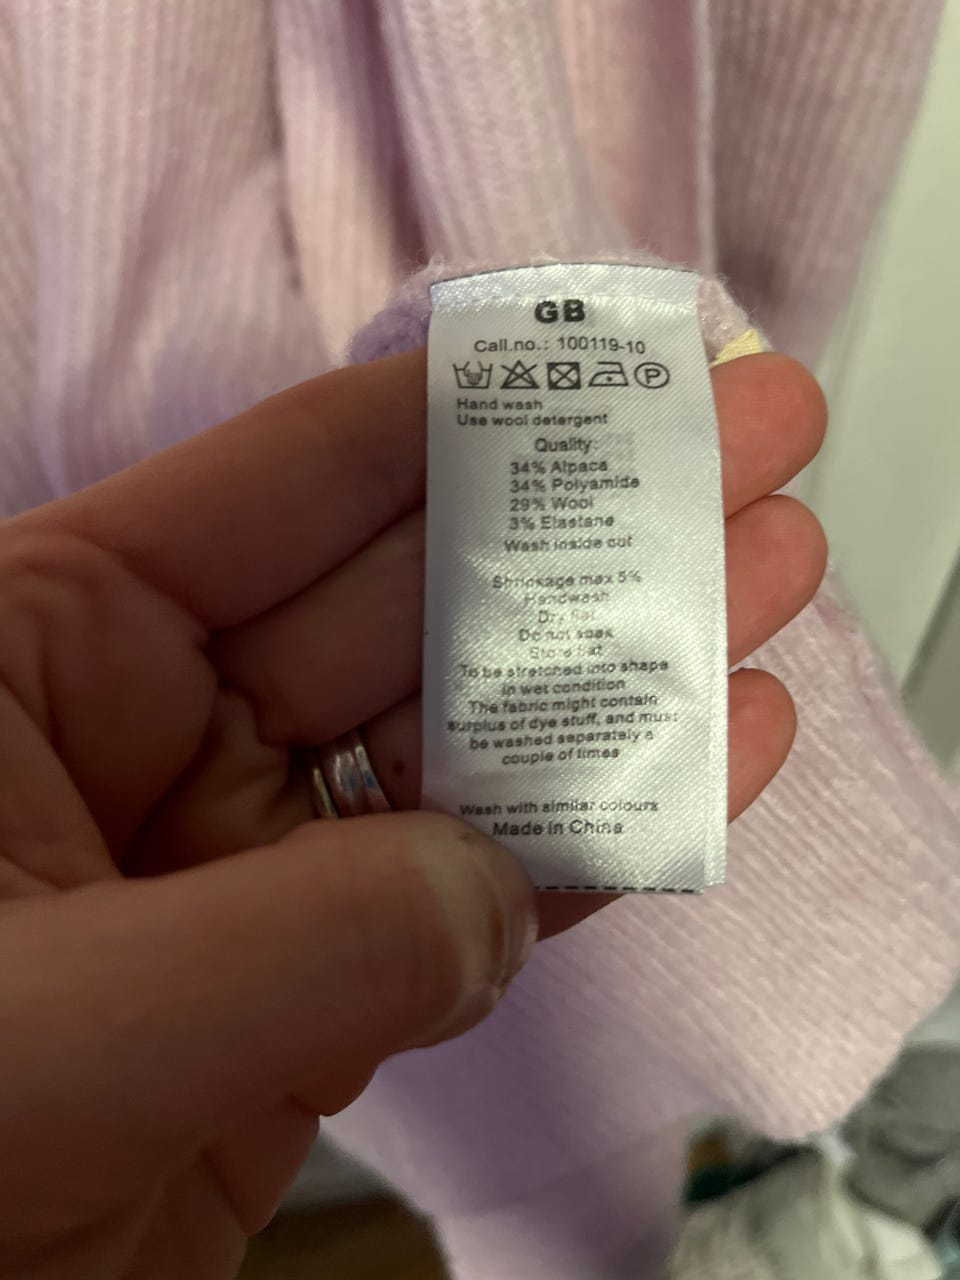 GB
Call.no.: 100119-10
P
Hand wash
Use wool detergent
Quality:
34% Alpaca
34% Polyamide
29% Wool
3% Elastane
Wash inside out
Shrinkage max 5%
Handwash
Dry flat
Do not soak
Store flat
To be stretched into shape
in wet condition
The fabric might contain
surplus of dye stuff, and must
be washed separately a
couple of times
Wash with similar colours
Made in China